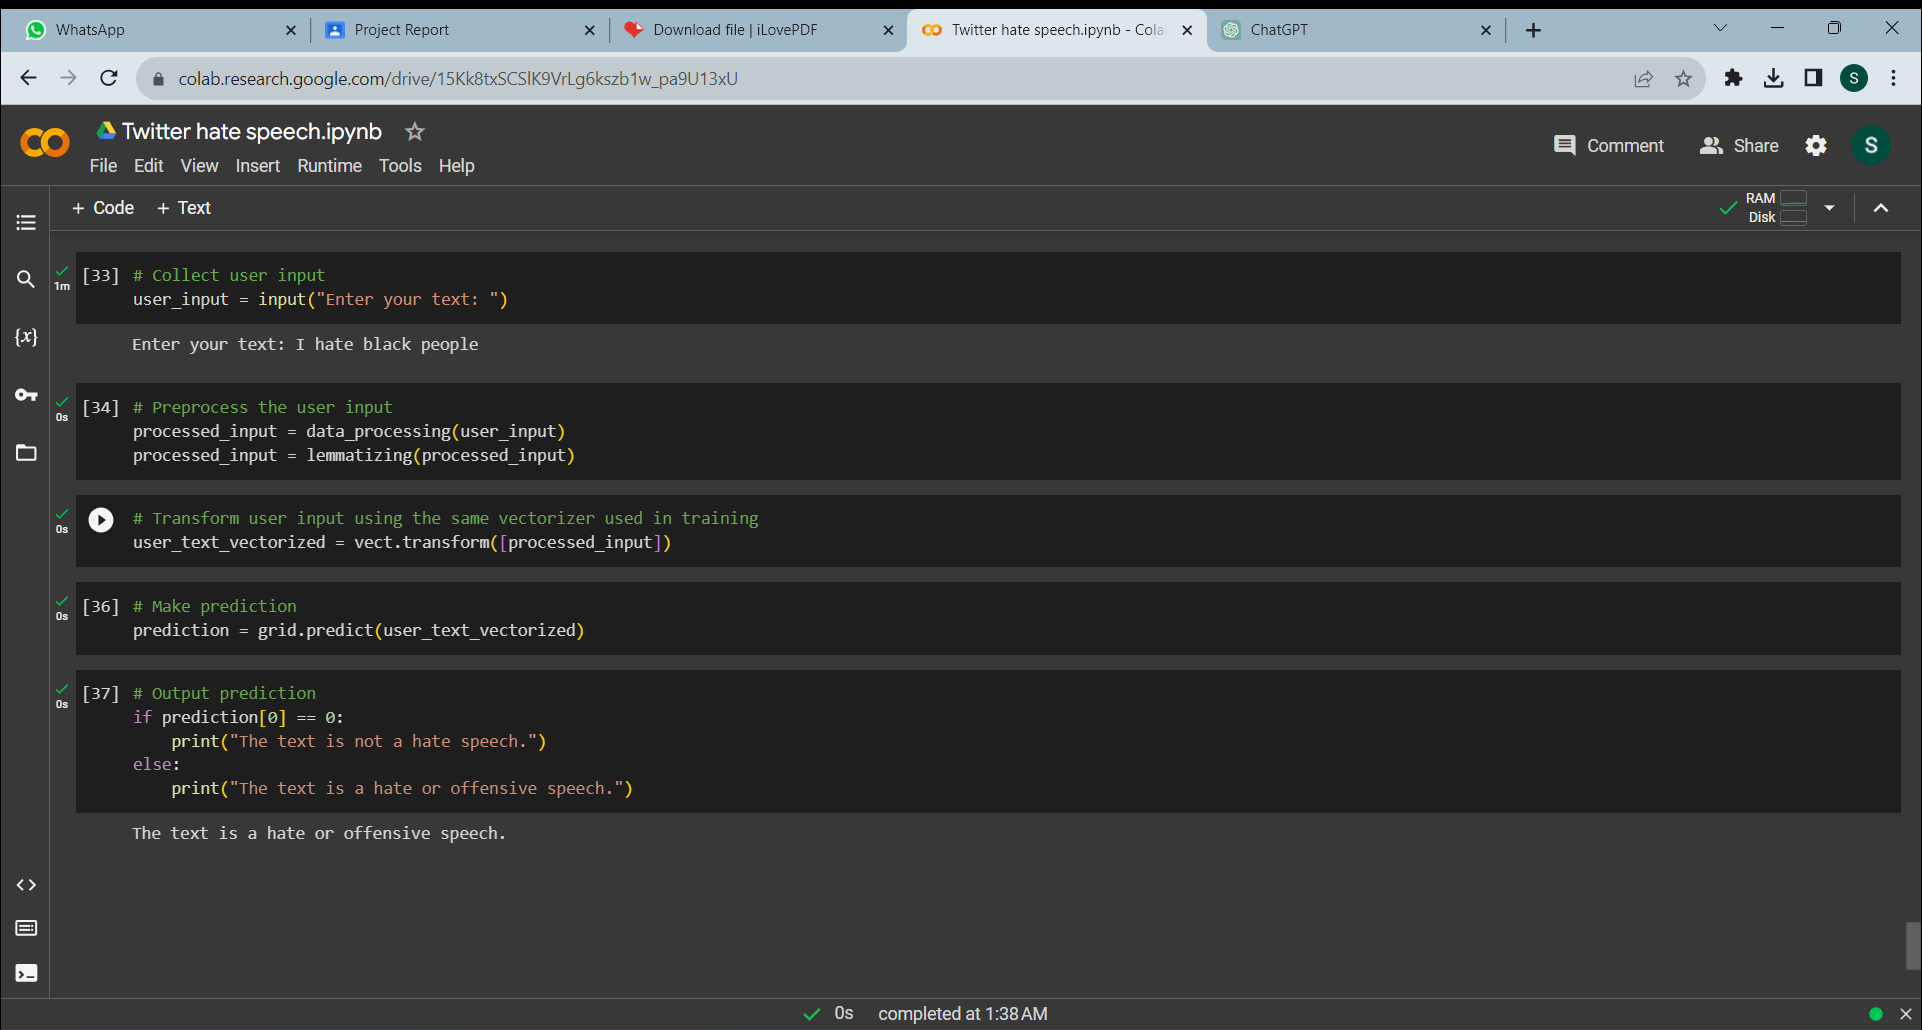 WhatsApp
Project Report
Download file | iLovePDF
Twitter hate speech.ipynb - Cola
ChatGPT
colab.research.google.com/drive/15Kk8txSCSlK9VrLg6kszb1w_pa9U13xU
S
CO
Twitter hate speech.ipynb
File Edit View Insert Runtime Tools Help
Comment
Share
S
+ Code + Text
RAM
Disk
{x}
1m
[33] # Collect user input
user_input = input("Enter your text: ")
Enter your text: I hate black people
0s
[34] # Preprocess the user input
processed_input = data_processing(user_input)
processed_input = lemmatizing(processed_input)
0s
# Transform user input using the same vectorizer used in training
user_text_vectorized = vect.transform([processed_input])
0s
[36] # Make prediction
prediction = grid.predict(user_text_vectorized)
0s
[37] # Output prediction
if prediction[0] == 0:
print("The text is not a hate speech.")
else:
print("The text is a hate or offensive speech.")
The text is a hate or offensive speech.
0s completed at 1:38 AM